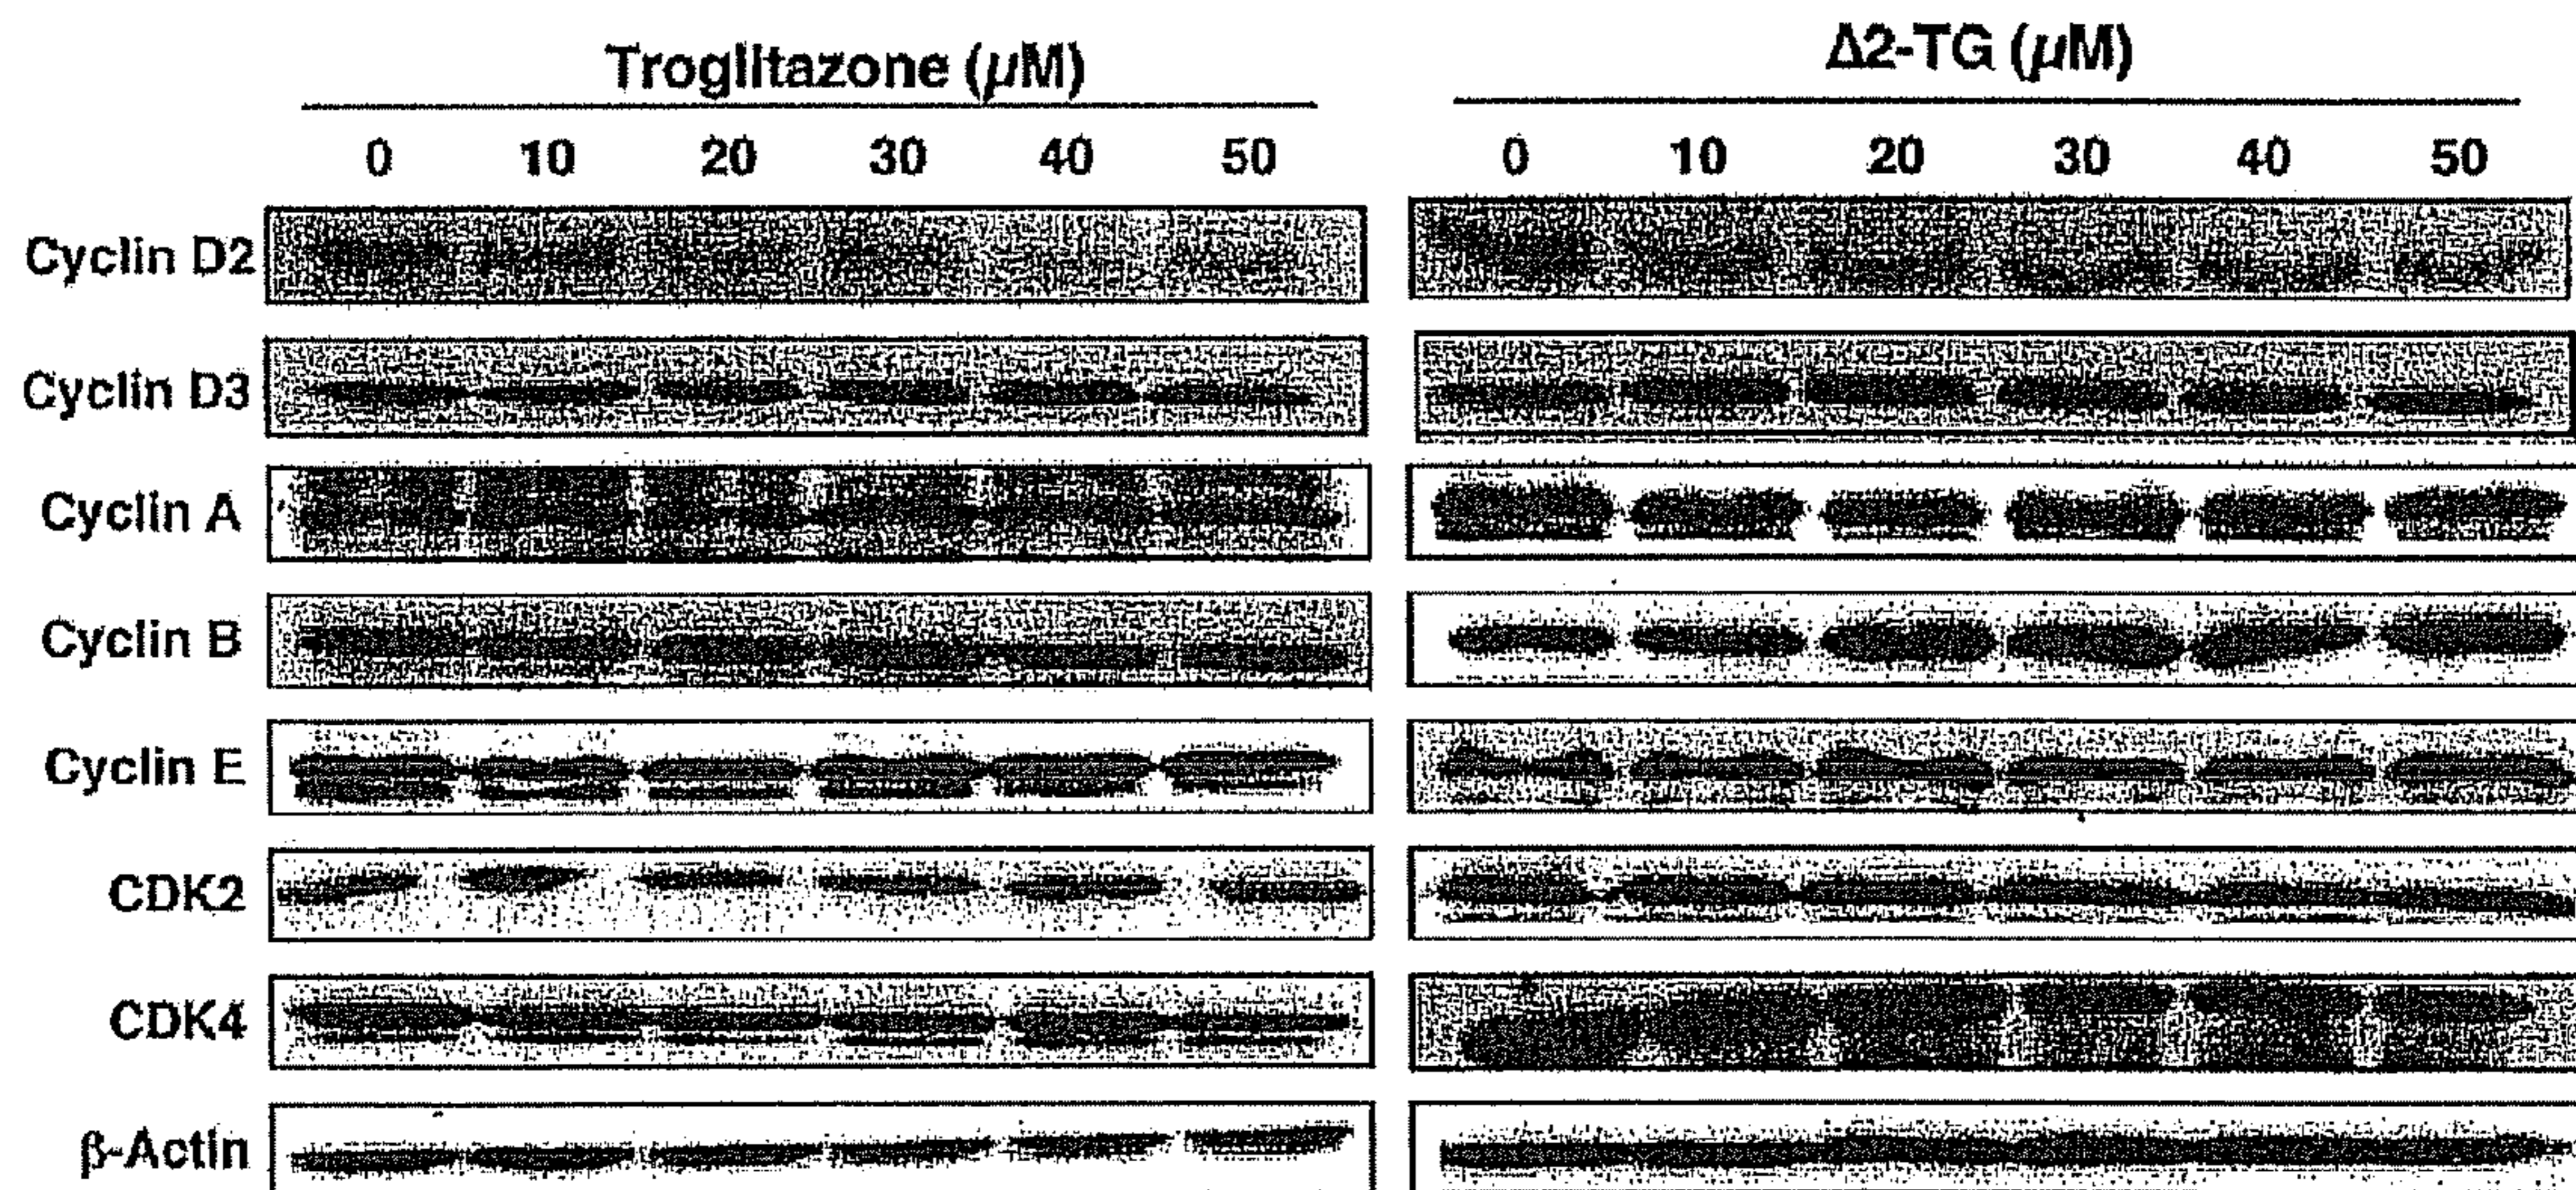 Troglitazone (μM) Δ2-TG (μM)
0 10 20 30 40 50 0 10 20 30 40 50
Cyclin D2
Cyclin D3
Cyclin A
Cyclin B
Cyclin E
CDK2
CDK4
β-Actin